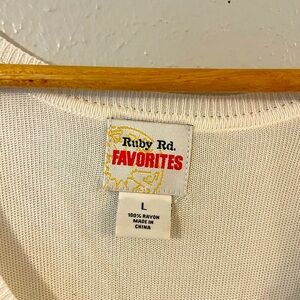 Ruby Rd.
FAVORITES
L
100% RAYON
MADE IN
CHINA